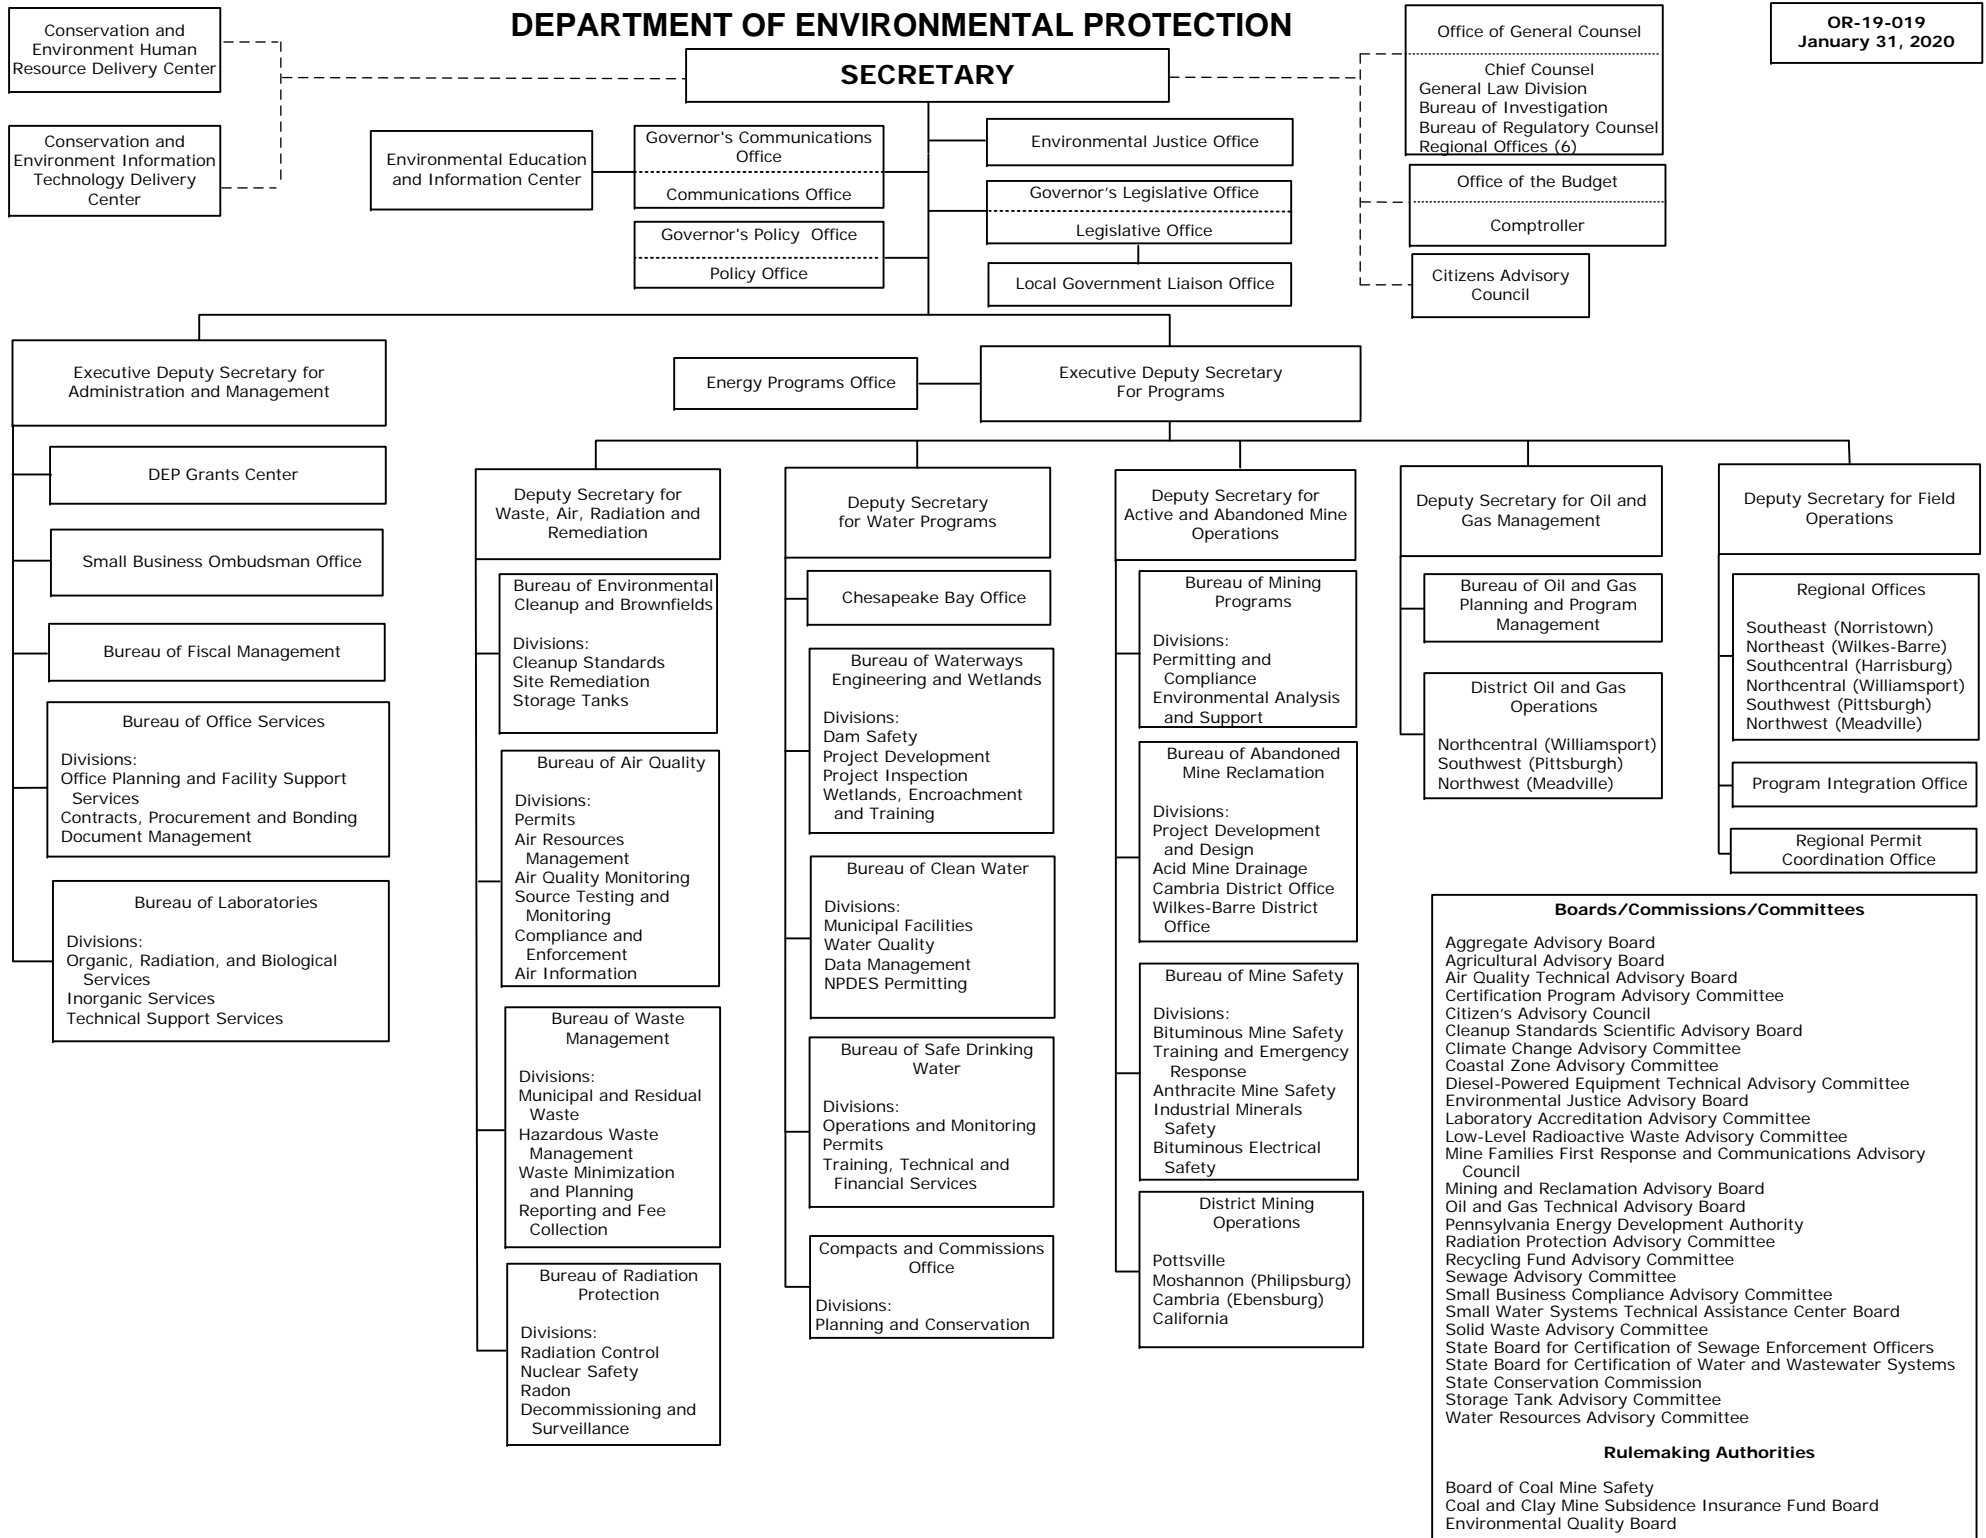 Conservation and
Environment Human
Resource Delivery Center
DEPARTMENT OF ENVIRONMENTAL PROTECTION
SECRETARY
Office of General Counsel
Chief Counsel
General Law Division
Bureau of Investigation
Bureau of Regulatory Counsel
Regional Offices (6)
OR-19-019
January 31, 2020
Conservation and
Environment Information
Technology Delivery
Center
Environmental Education
and Information Center
Governor's Communications
Office
Communications Office
Environmental Justice Office
Governor's Legislative Office
Legislative Office
Office of the Budget
Comptroller
Governor's Policy Office
Policy Office
Local Government Liaison Office
Citizens Advisory
Council
Executive Deputy Secretary for
Administration and Management
Energy Programs Office
Executive Deputy Secretary
For Programs
DEP Grants Center
Small Business Ombudsman Office
Bureau of Fiscal Management
Bureau of Office Services
Divisions:
Office Planning and Facility Support
Services
Contracts, Procurement and Bonding
Document Management
Bureau of Laboratories
Divisions:
Organic, Radiation, and Biological
Services
Inorganic Services
Technical Support Services
Deputy Secretary for
Waste, Air, Radiation and
Remediation
Bureau of Environmental
Cleanup and Brownfields
Divisions:
Cleanup Standards
Site Remediation
Storage Tanks
Bureau of Air Quality
Divisions:
Permits
Air Resources
Management
Air Quality Monitoring
Source Testing and
Monitoring
Compliance and
Enforcement
Air Information
Bureau of Waste
Management
Divisions:
Municipal and Residual
Waste
Hazardous Waste
Management
Waste Minimization
and Planning
Reporting and Fee
Collection
Bureau of Radiation
Protection
Divisions:
Radiation Control
Nuclear Safety
Radon
Decommissioning and
Surveillance
Deputy Secretary
for Water Programs
Chesapeake Bay Office
Bureau of Waterways
Engineering and Wetlands
Divisions:
Dam Safety
Project Development
Project Inspection
Wetlands, Encroachment
and Training
Bureau of Clean Water
Divisions:
Municipal Facilities
Water Quality
Data Management
NPDES Permitting
Bureau of Safe Drinking
Water
Divisions:
Operations and Monitoring
Permits
Training, Technical and
Financial Services
Compacts and Commissions
Office
Divisions:
Planning and Conservation
Deputy Secretary for
Active and Abandoned Mine
Operations
Bureau of Mining
Programs
Divisions:
Permitting and
Compliance
Environmental Analysis
and Support
Bureau of Abandoned
Mine Reclamation
Divisions:
Project Development
and Design
Acid Mine Drainage
Cambria District Office
Wilkes-Barre District
Office
Bureau of Mine Safety
Divisions:
Bituminous Mine Safety
Training and Emergency
Response
Anthracite Mine Safety
Industrial Minerals
Safety
Bituminous Electrical
Safety
District Mining
Operations
Pottsville
Moshannon (Philipsburg)
Cambria (Ebensburg)
California
Deputy Secretary for Oil and
Gas Management
Bureau of Oil and Gas
Planning and Program
Management
District Oil and Gas
Operations
Northcentral (Williamsport)
Southwest (Pittsburgh)
Northwest (Meadville)
Deputy Secretary for Field
Operations
Regional Offices
Southeast (Norristown)
Northeast (Wilkes-Barre)
Southcentral (Harrisburg)
Northcentral (Williamsport)
Southwest (Pittsburgh)
Northwest (Meadville)
Program Integration Office
Regional Permit
Coordination Office
Boards/Commissions/Committees
Aggregate Advisory Board
Agricultural Advisory Board
Air Quality Technical Advisory Board
Certification Program Advisory Committee
Citizen's Advisory Council
Cleanup Standards Scientific Advisory Board
Climate Change Advisory Committee
Coastal Zone Advisory Committee
Diesel-Powered Equipment Technical Advisory Committee
Environmental Justice Advisory Board
Laboratory Accreditation Advisory Committee
Low-Level Radioactive Waste Advisory Committee
Mine Families First Response and Communications Advisory
Council
Mining and Reclamation Advisory Board
Oil and Gas Technical Advisory Board
Pennsylvania Energy Development Authority
Radiation Protection Advisory Committee
Recycling Fund Advisory Committee
Sewage Advisory Committee
Small Business Compliance Advisory Committee
Small Water Systems Technical Assistance Center Board
Solid Waste Advisory Committee
State Board for Certification of Sewage Enforcement Officers
State Board for Certification of Water and Wastewater Systems
State Conservation Commission
Storage Tank Advisory Committee
Water Resources Advisory Committee
Rulemaking Authorities
Board of Coal Mine Safety
Coal and Clay Mine Subsidence Insurance Fund Board
Environmental Quality Board